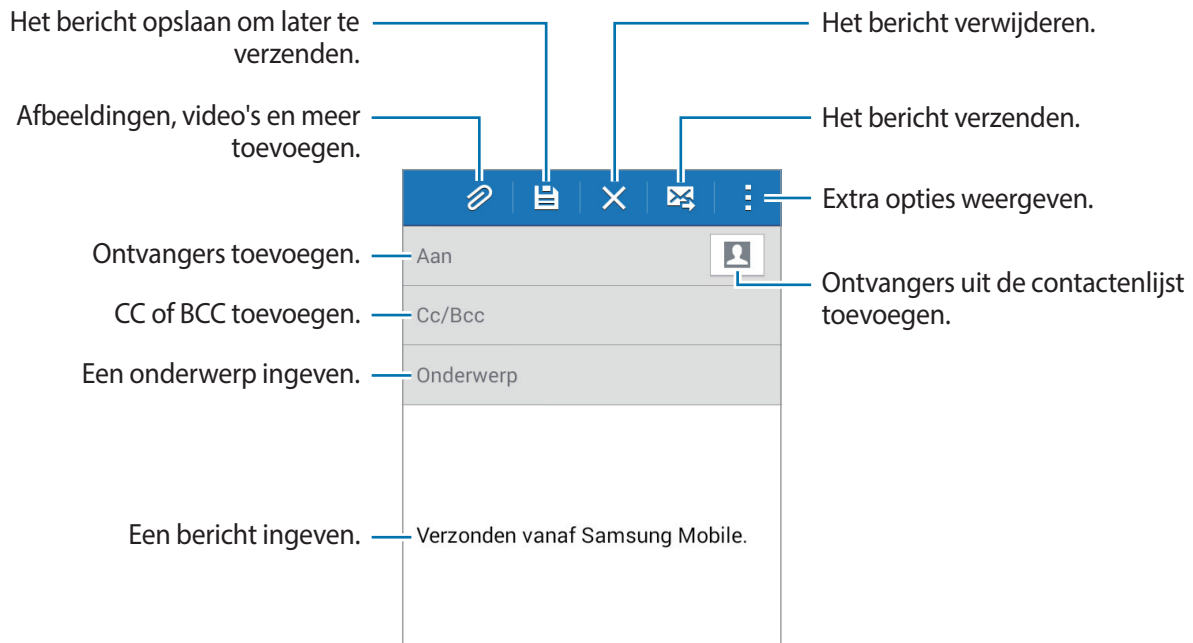 Het bericht opslaan om later te
verzenden.
Het bericht verwijderen.
Afbeeldingen, video's en meer
toevoegen.
Het bericht verzenden.
Extra opties weergeven.
Ontvangers toevoegen.
Aan
Ontvangers uit de contactenlijst
toevoegen.
CC of BCC toevoegen.
Cc/Bcc
Een onderwerp ingeven.
Onderwerp
Een bericht ingeven.
Verzonden vanaf Samsung Mobile.